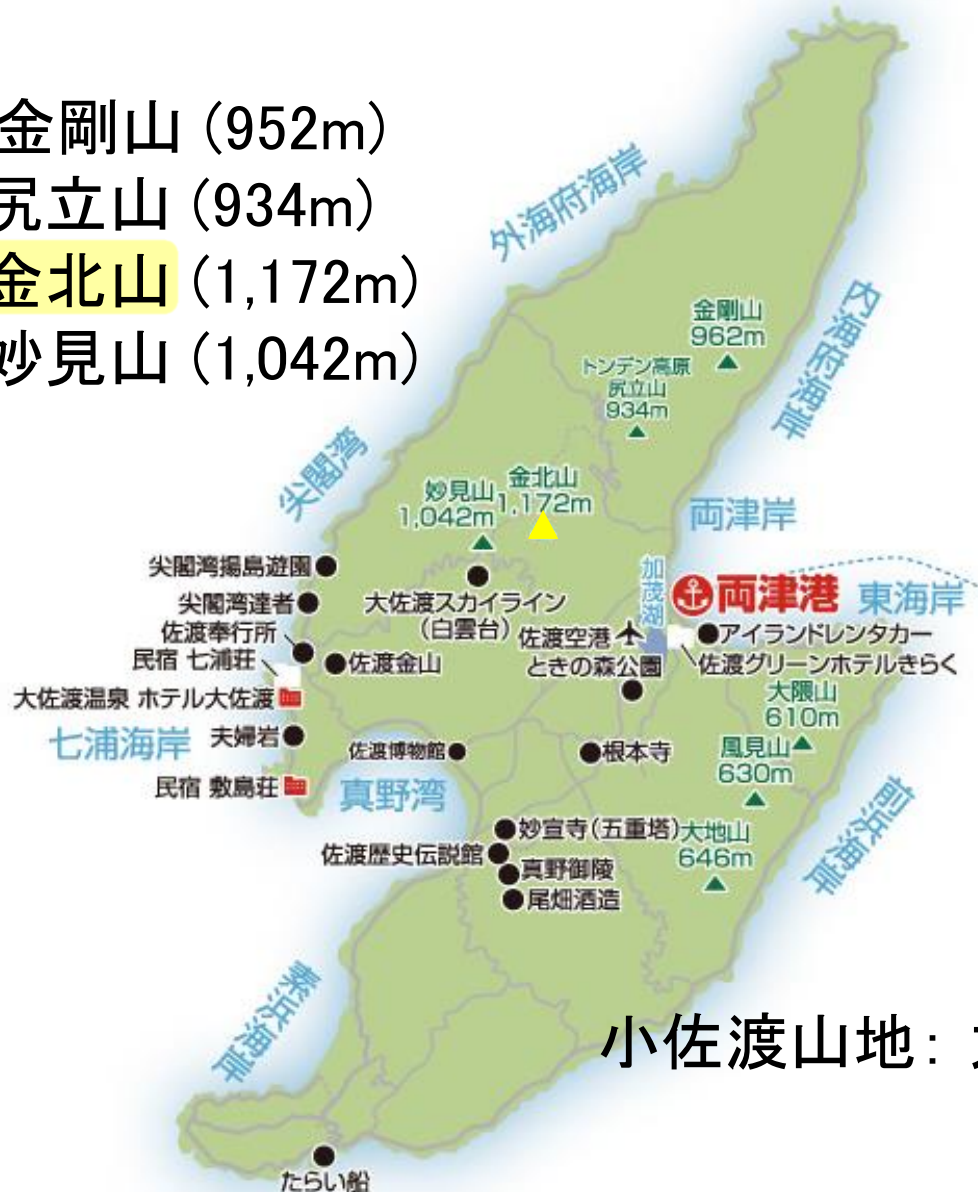 金剛山 (952m)
尻立山 (934m)
金北山 (1,172m)
妙見山 (1,042m)
外海府海岸
内海府海岸
金剛山
962m
トンデン高原
尻立山
934m
尖閣湾
妙見山
1,042m
金北山
1,172m
両津岸
尖閣湾揚島遊園
尖閣湾達者
佐渡奉行所
民宿 七浦荘
佐渡金山
大佐渡スカイライン
(白雲台)
加茂湖
両津港
東海岸
佐渡空港
アイランドレンタカー
ときの森公園
佐渡グリーンホテルきらく
大佐渡温泉 ホテル大佐渡
七浦海岸
夫婦岩
佐渡博物館
根本寺
大隈山
610m
風見山
630m
民宿 敷島荘
真野湾
前浜海岸
妙宣寺(五重塔)
大地山
646m
佐渡歴史伝説館
真野御陵
尾畑酒造
素浜海岸
小佐渡山地:
たらい船